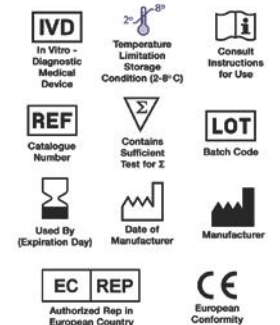 IVD
In Vitro -
Diagnostic
Medical
Device
2° 8°
Temperature
Limitation
Storage
Condition (2-8° C)
i
Consult
Instructions
for Use
REF
Catalogue
Number
Σ
Contains
Sufficient
Test for Σ
LOT
Batch Code
Used By
(Expiration Day)
Date of
Manufacturer
Manufacturer
EC REP
Authorized Rep in
European Country
CE
European
Conformity